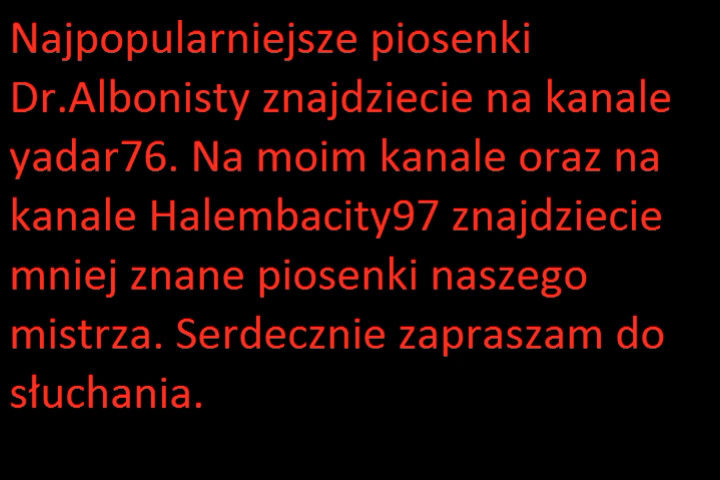 Najpopularniejsze piosenki
Dr.Albonisty znajdziecie na kanale
yadar76. Na moim kanale oraz na
kanale Halembacity97 znajdziecie
mniej znane piosenki naszego
mistrza. Serdecznie zapraszam do
słuchania.